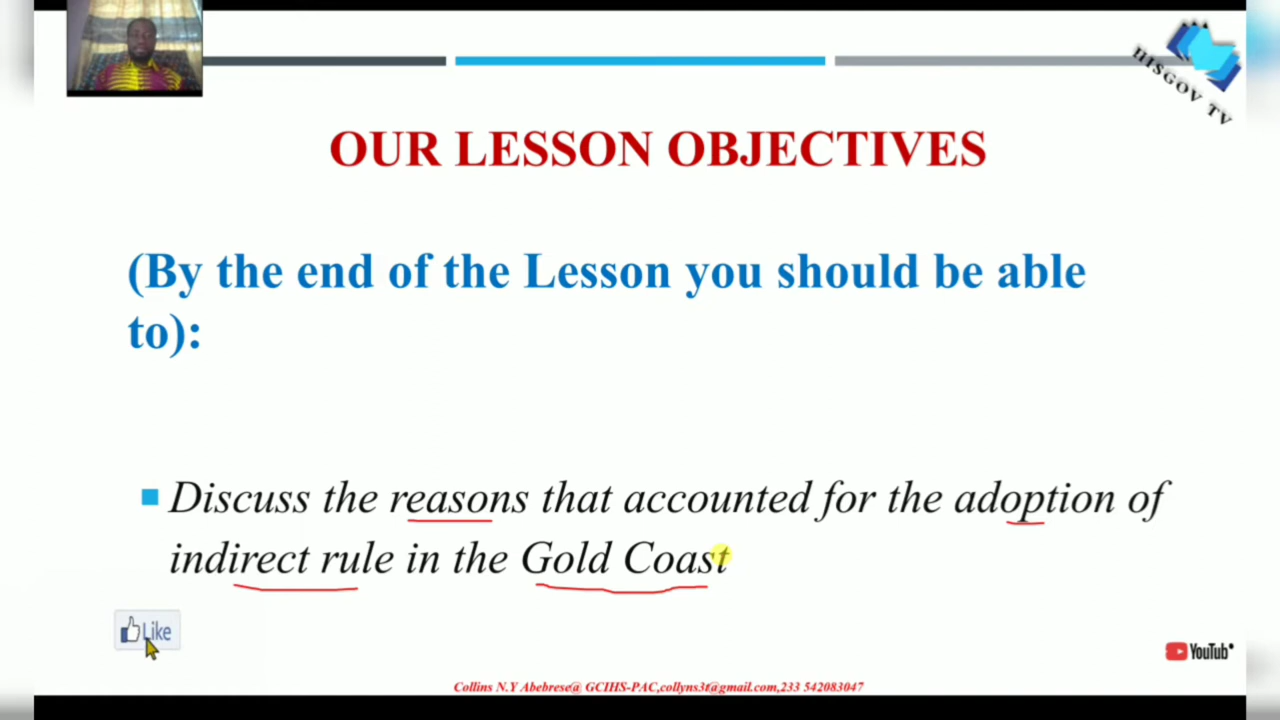 HISGOV TV
OUR LESSON OBJECTIVES
(By the end of the Lesson you should be able
to):
Discuss the reasons that accounted for the adoption of
indirect rule in the Gold Coast
Like
YouTub
Collins N.Y Abebrese@ GCIHS-PAC,collyns3t@gmail.com,233 542083047